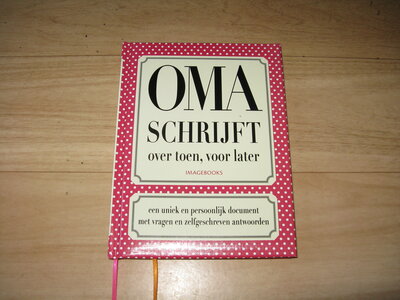 OMA
SCHRIJFT
over toen, voor later
IMAGEBOOKS
een uniek en persoonlijk document
met vragen en zelfgeschreven antwoorden